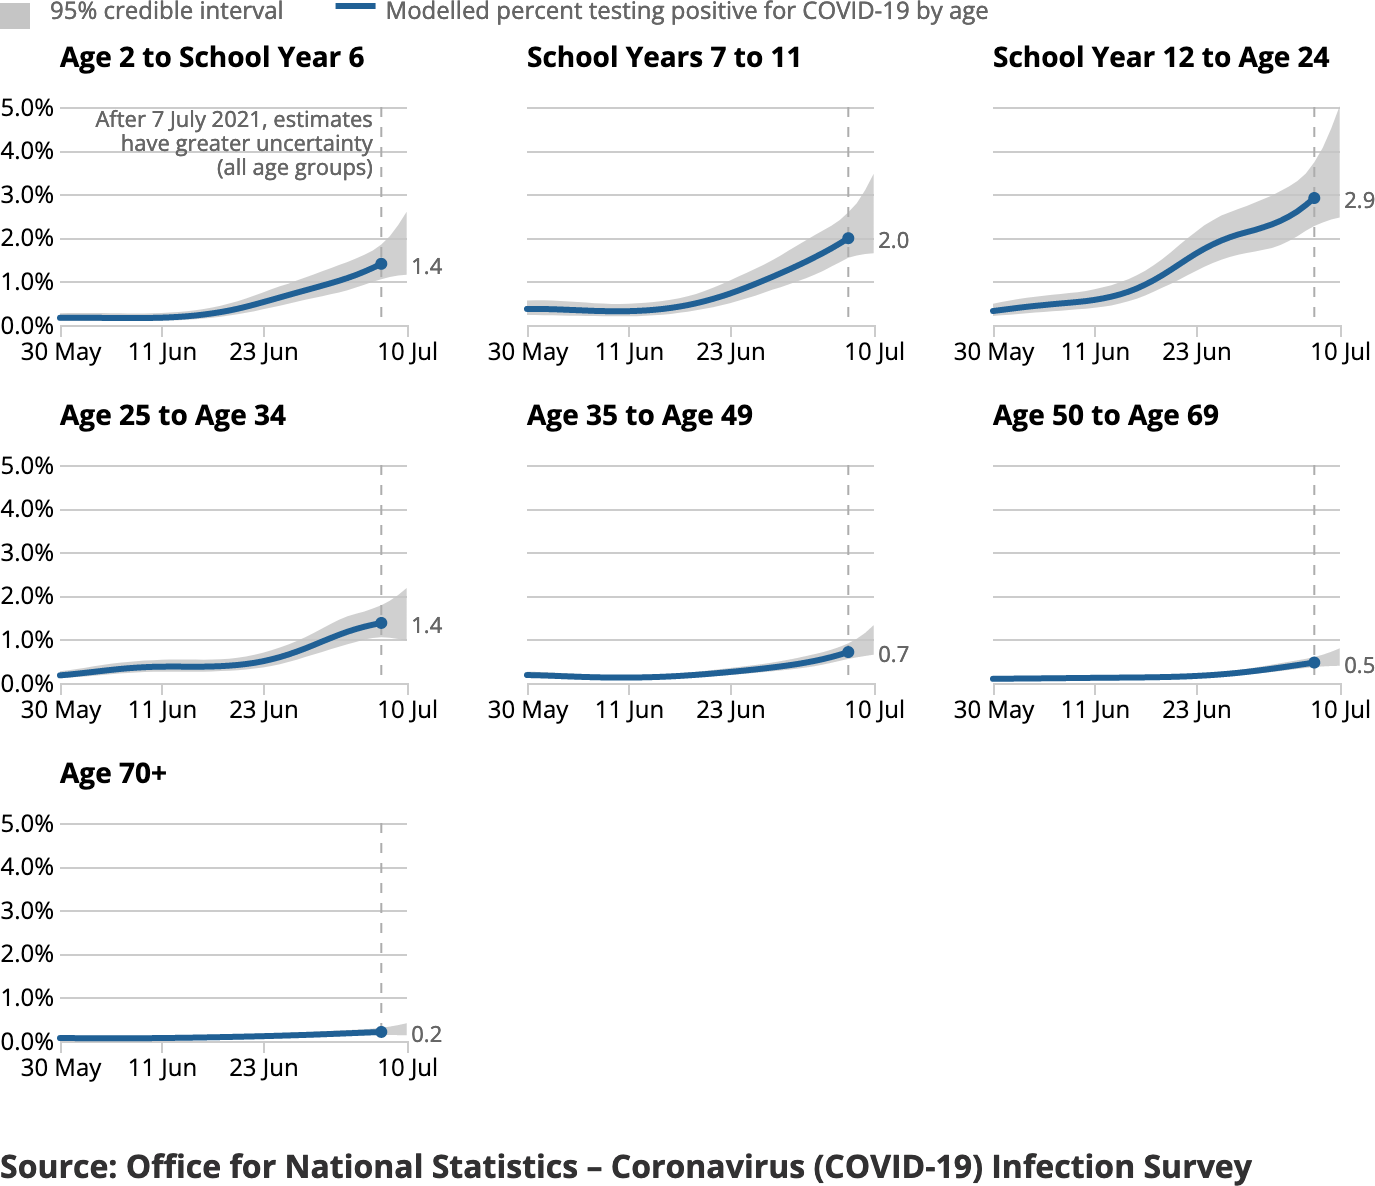 95% credible interval
Modelled percent testing positive for COVID-19 by age
Age 2 to School Year 6
School Years 7 to 11
School Year 12 to Age 24
5.0%
4.0%
3.0%
2.0%
1.0%
0.0%
After 7 July 2021, estimates
have greater uncertainty
(all age groups)
1.4
2.0
2.9
30 May 11 Jun 23 Jun 10 Jul
30 May 11 Jun 23 Jun 10 Jul
30 May 11 Jun 23 Jun 10 Jul
Age 25 to Age 34
Age 35 to Age 49
Age 50 to Age 69
5.0%
4.0%
3.0%
2.0%
1.0%
0.0%
1.4
0.7
0.5
30 May 11 Jun 23 Jun 10 Jul
30 May 11 Jun 23 Jun 10 Jul
30 May 11 Jun 23 Jun 10 Jul
Age 70+
5.0%
4.0%
3.0%
2.0%
1.0%
0.0%
0.2
30 May 11 Jun 23 Jun 10 Jul
Source: Office for National Statistics – Coronavirus (COVID-19) Infection Survey